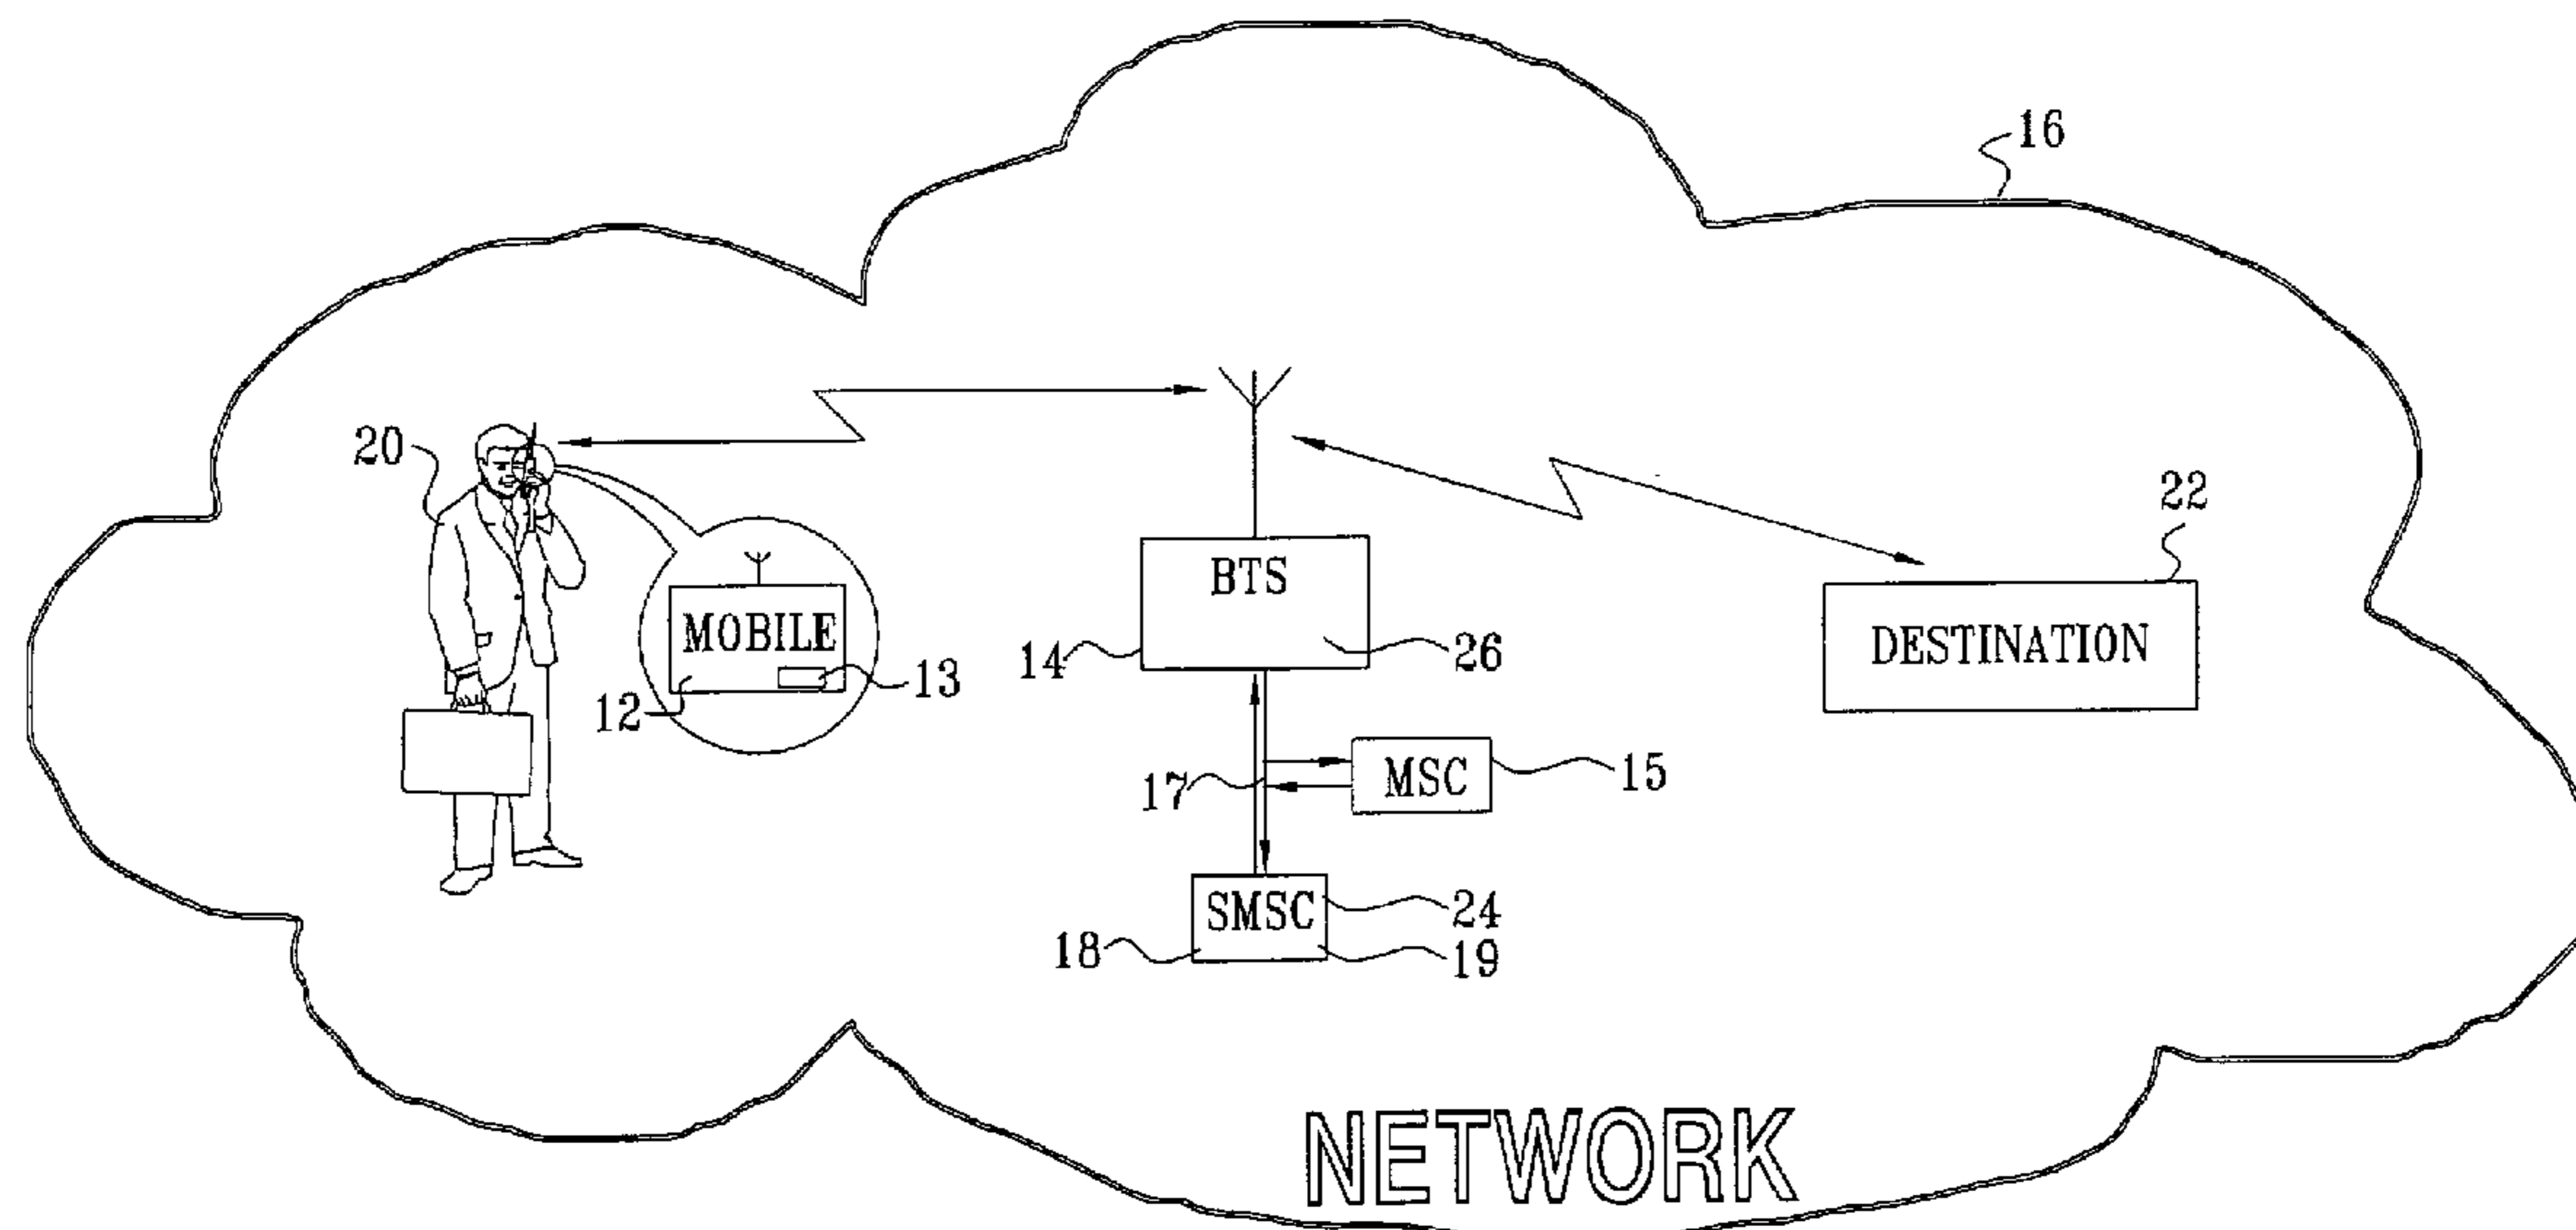 16
20
22
BTS
MOBILE
14
26
DESTINATION
13
12
17
MSC
15
SMSC
24
18
19
NETWORK